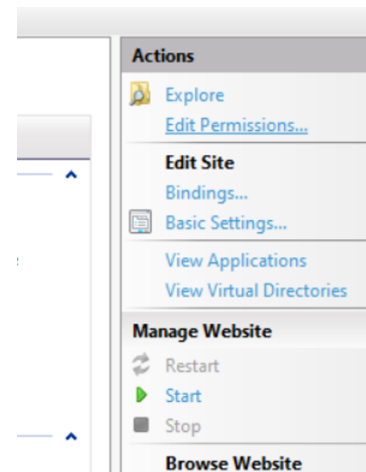 Actions
Explore
Edit Permissions...
Edit Site
Bindings...
Basic Settings...
View Applications
View Virtual Directories
Manage Website
Restart
Start
Stop
Browse Website